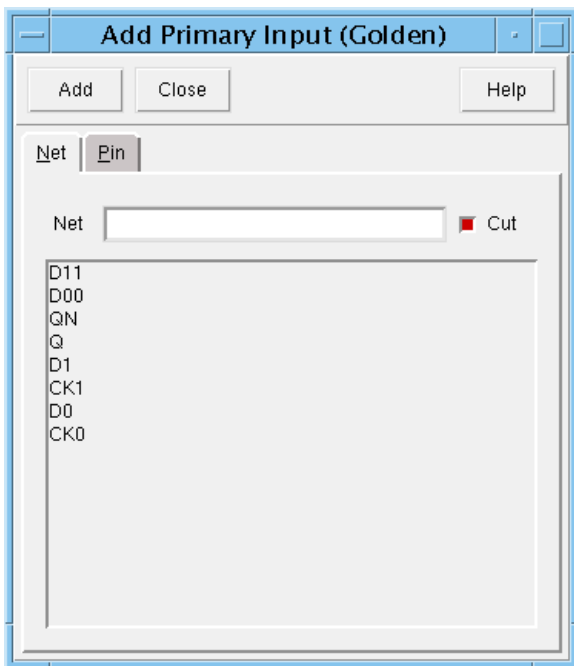 Add Primary Input (Golden)
Add Close Help
Net Pin
Net Cut
D11
D00
QN
Q
D1
CK1
D0
CK0